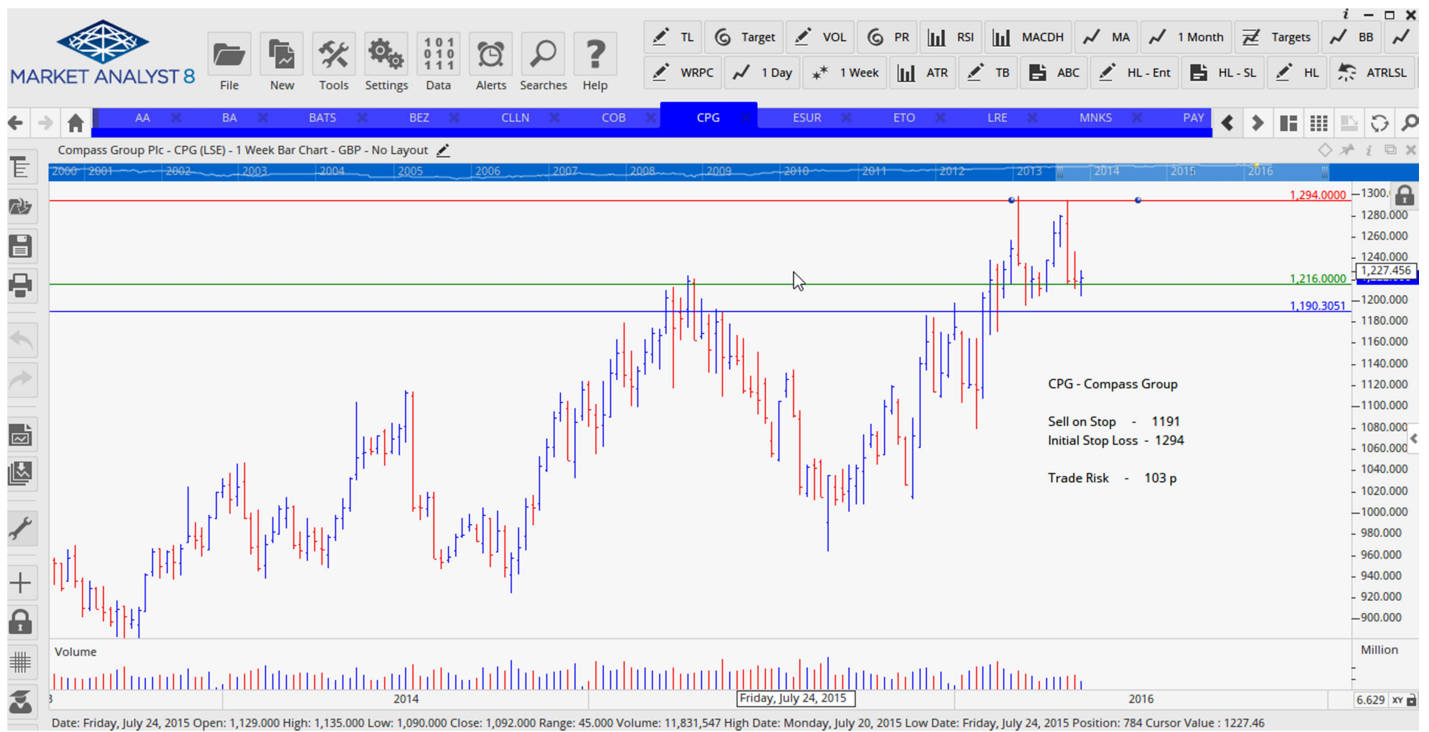 MARKET ANALYST 8
File New Tools Settings Data Alerts Searches Help
101
010
111
TL Target VOL PR RSI MACDH MA 1 Month Targets BB
WRPC 1 Day 1 Week ATR TB ABC HL - Ent HL - SL HL ATRLSL
AA BA BATS BEZ CLLN COB CPG ESUR ETO LRE MNKS PAY
Compass Group Plc - CPG (LSE) - 1 Week Bar Chart - GBP - No Layout
2000 2001 2002 2003 2004 2005 2006 2007 2008 2009 2010 2011 2012 2013 2014 2015 2016
1,294.0000
1300.
1280.000
1260.000
1240.000
1,227.456
1,216.0000
1200.000
1,190.3051
1180.000
1160.000
1140.000
1120.000
1100.000
1080.000
1060.000
1040.000
1020.000
1000.000
980.000
960.000
940.000
920.000
900.000
CPG - Compass Group
Sell on Stop - 1191
Initial Stop Loss - 1294
Trade Risk - 103 p
Volume
Million
2014 Friday, July 24, 2015 2016
6.629 XY
Date: Friday, July 24, 2015 Open: 1,129.000 High: 1,135.000 Low: 1,090.000 Close: 1,092.000 Range: 45.000 Volume: 11,831,547 High Date: Monday, July 20, 2015 Low Date: Friday, July 24, 2015 Position: 784 Cursor Value : 1227.46